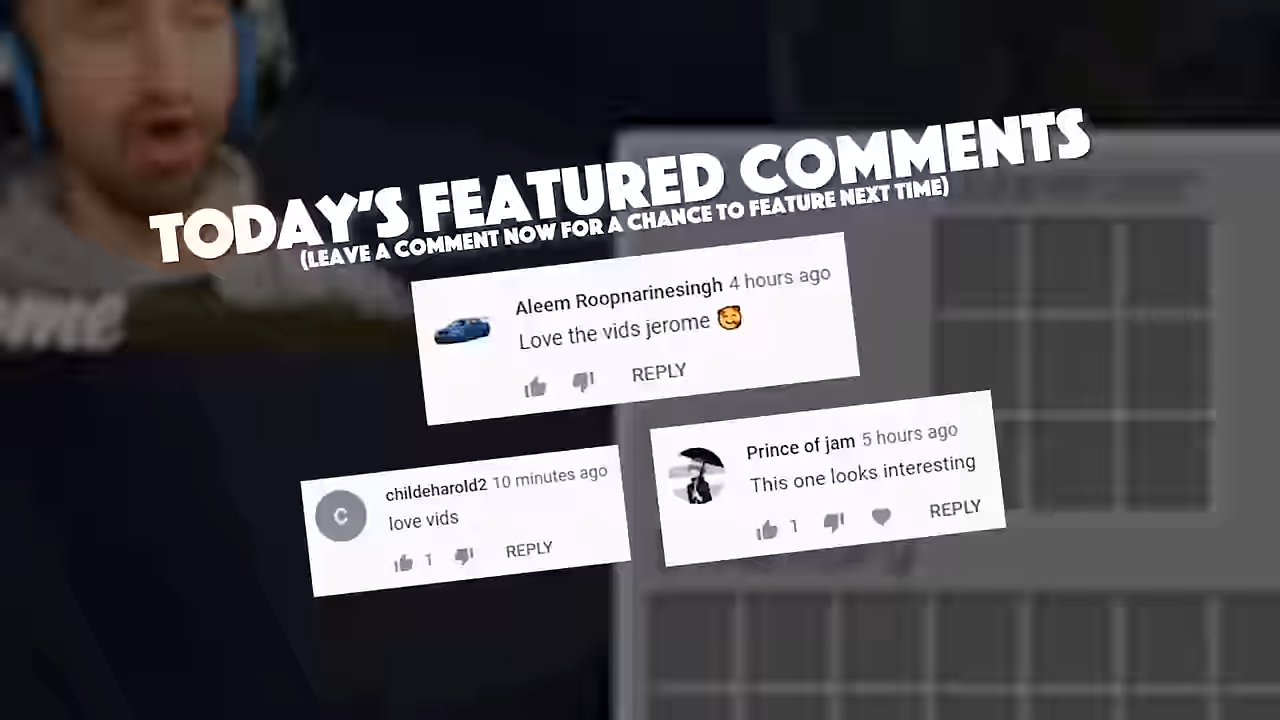 TODAY'S FEATURED COMMENTS
(LEAVE A COMMENT NOW FOR A CHANCE TO FEATURE NEXT TIME)
Aleem Roopnarinesingh 4 hours ago
Love the vids jerome 😈
REPLY
childeharold2 10 minutes ago
C
love vids
1 REPLY
Prince of jam 5 hours ago
This one looks interesting
1 REPLY
ome